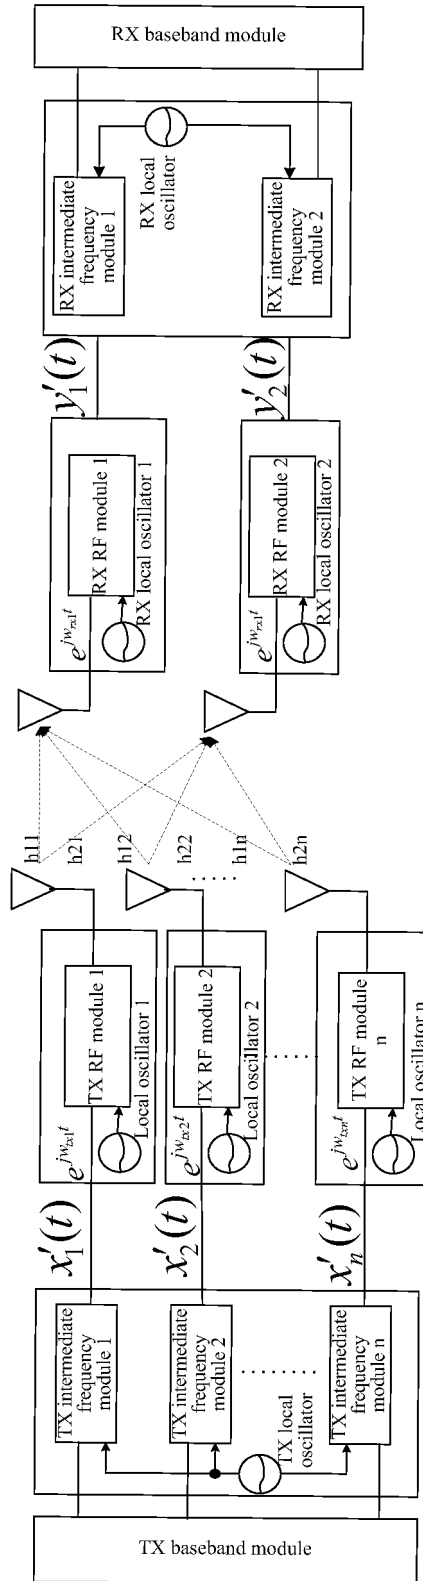 TX baseband module
TX intermediate
frequency
module 1
TX intermediate
frequency
module 2
. . . . . . . .
TX local
oscillator
TX intermediate
frequency
module n
x′₁(t)
x′₂(t)
x′ₙ(t)
e^{jw_{tx1}t}
TX RF module 1
Local oscillator 1
e^{jw_{tx2}t}
TX RF module 2
Local oscillator 2
. . . . . . . .
e^{jw_{txn}t}
TX RF module
n
Local oscillator n
h11
h21
h12
h22
. . . . .
h1n
h2n
e^{jw_{rx1}t}
RX RF module 1
RX local oscillator 1
e^{jw_{rx1}t}
RX RF module 2
RX local oscillator 2
y′₁(t)
y′₂(t)
RX intermediate
frequency
module 1
RX local
oscillator
RX intermediate
frequency
module 2
RX baseband module